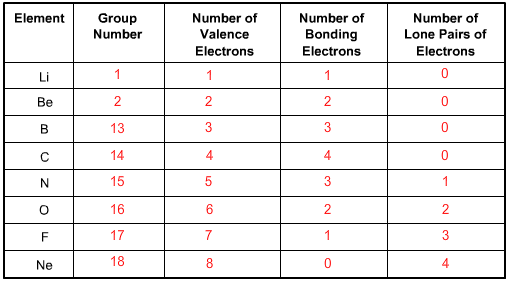 Element Group Number Number of Valence Electrons Number of Bonding Electrons Number of Lone Pairs of Electrons
Li 1 1 1 0
Be 2 2 2 0
B 13 3 3 0
C 14 4 4 0
N 15 5 3 1
O 16 6 2 2
F 17 7 1 3
Ne 18 8 0 4